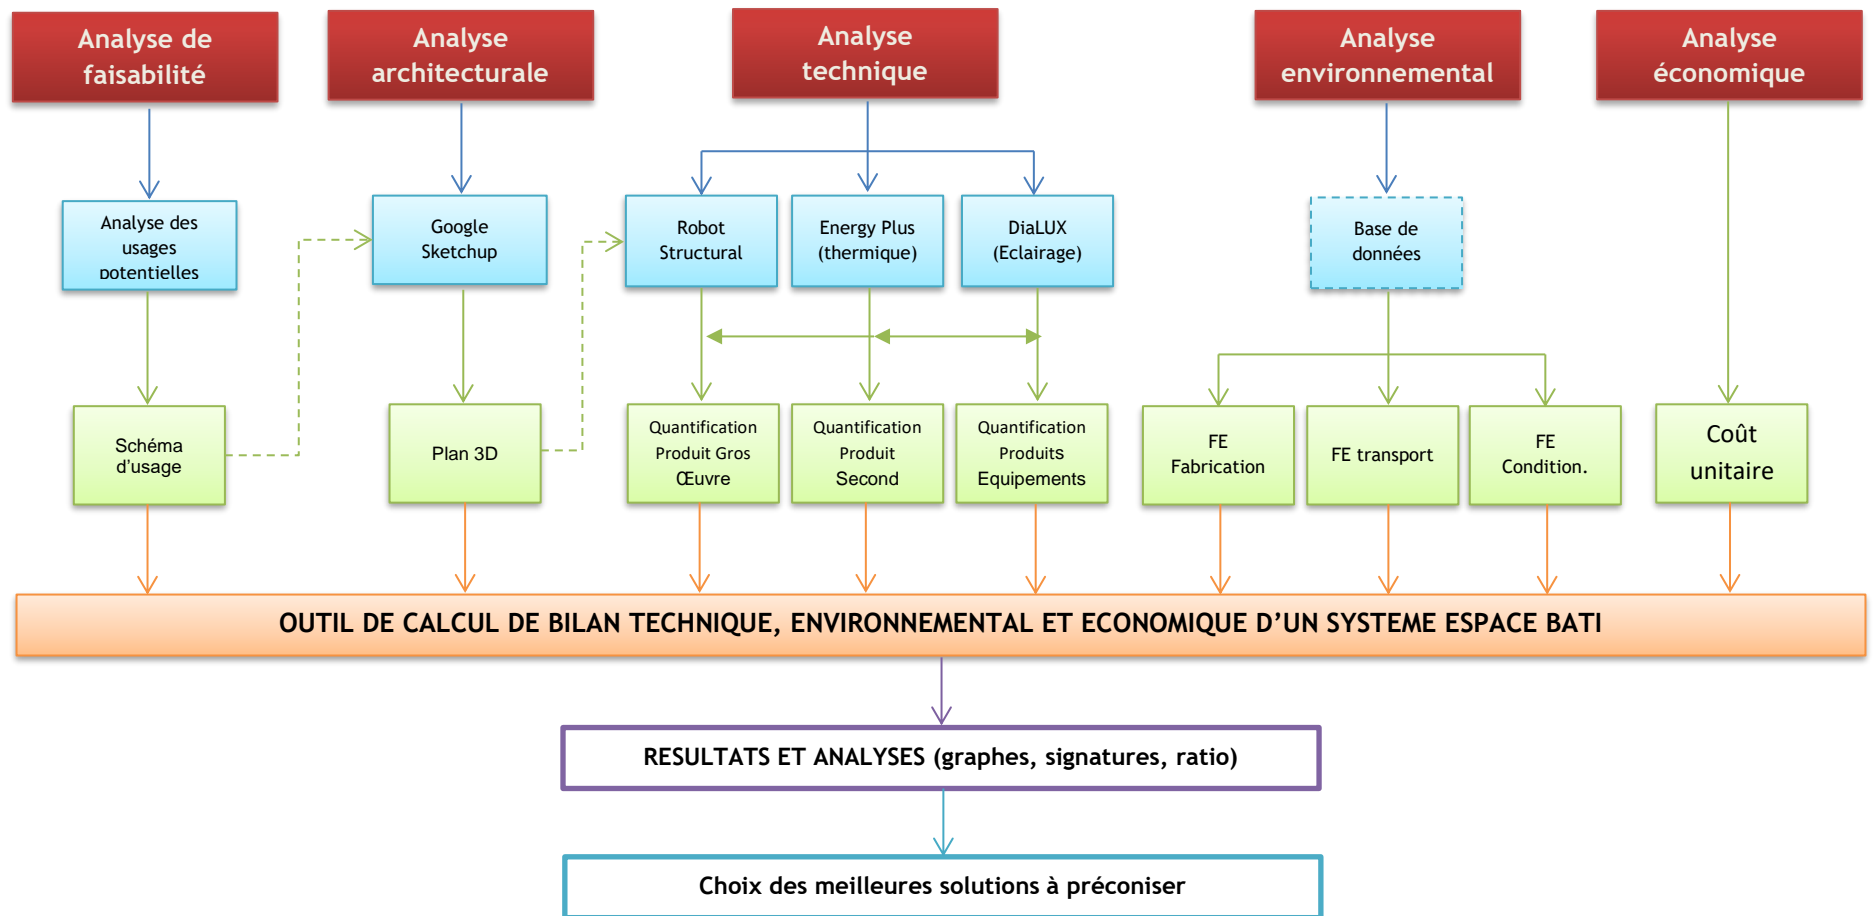 Analyse de
faisabilité
Analyse
architecturale
Analyse
technique
Analyse
environnemental
Analyse
économique
Analyse des
usages
potentielles
Google
Sketchup
Robot
Structural
Energy Plus
(thermique)
DiaLUX
(Eclairage)
Base de
données
Schéma
d’usage
Plan 3D
Quantification
Produit Gros
Œuvre
Quantification
Produit
Second
Quantification
Produits
Equipements
FE
Fabrication
FE transport
FE
Condition.
Coût
unitaire
OUTIL DE CALCUL DE BILAN TECHNIQUE, ENVIRONNEMENTAL ET ECONOMIQUE D’UN SYSTEME ESPACE BATI
RESULTATS ET ANALYSES (graphes, signatures, ratio)
Choix des meilleures solutions à préconiser